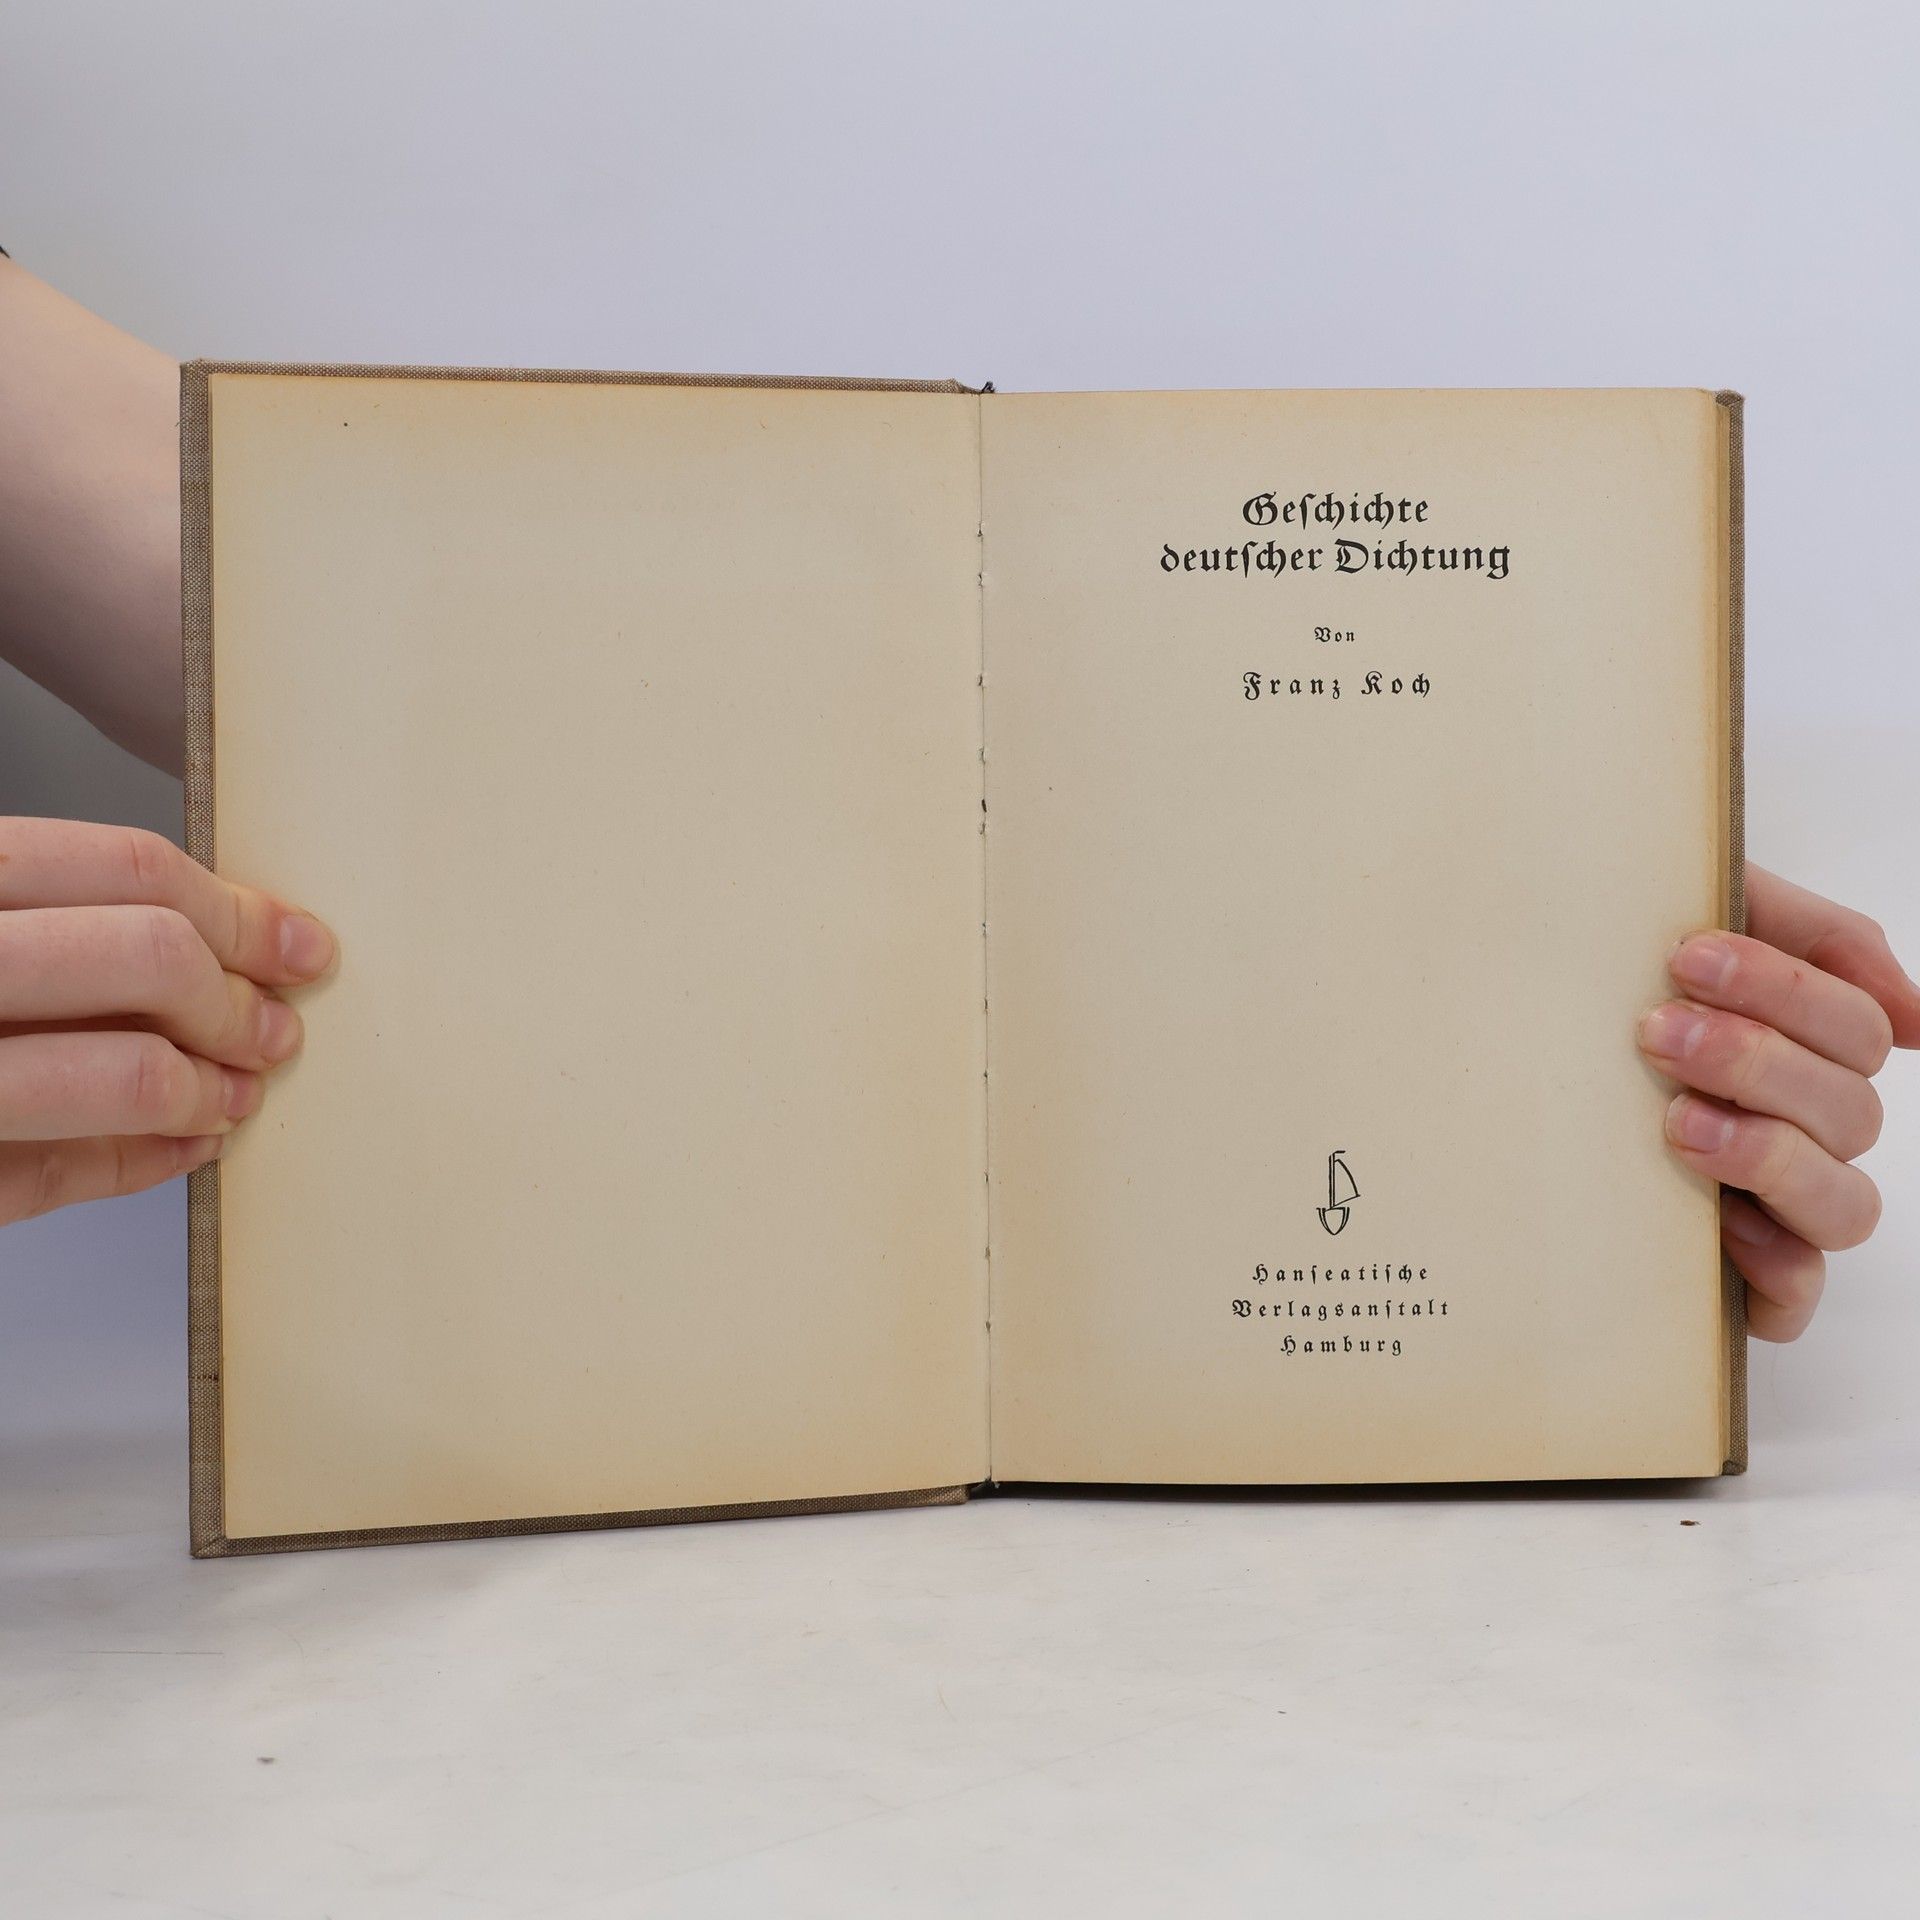 Geſchichte
deutſcher Dichtung
Von
Franz Koch
Hanſeatiſche
Verlagsanſtalt
Hamburg